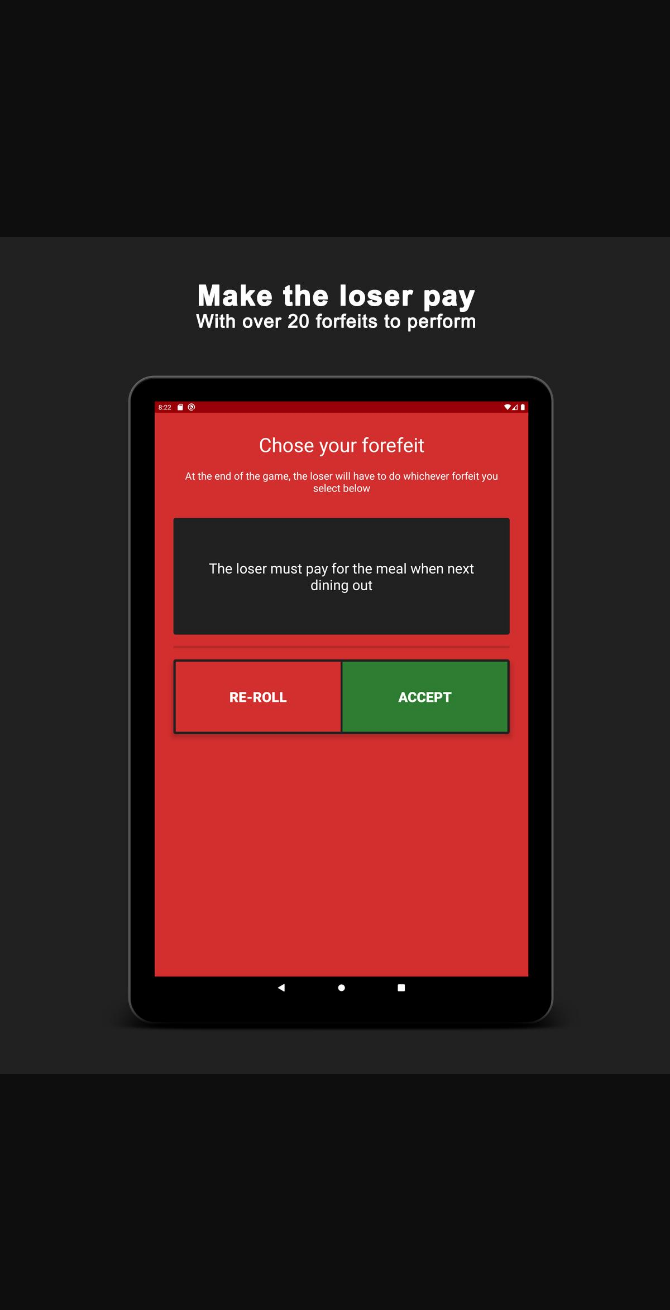 Make the loser pay
With over 20 forfeits to perform
8:22
Chose your forefeit
At the end of the game, the loser will have to do whichever forfeit you
select below
The loser must pay for the meal when next
dining out
RE-ROLL
ACCEPT